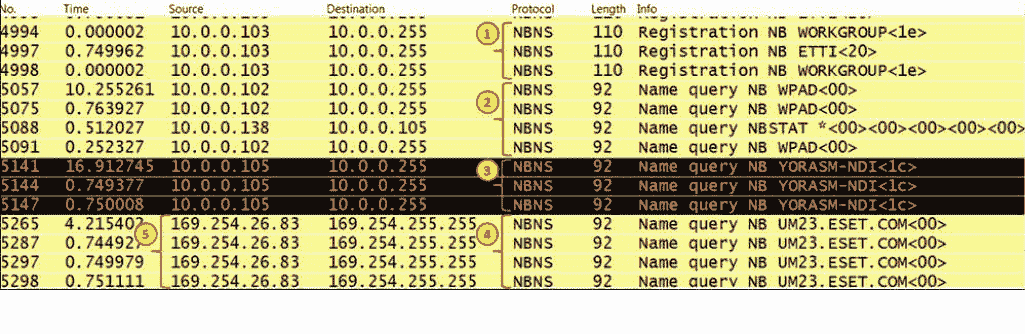 No. Time Source Destination Protocol Length Info
4994 0.000002 10.0.0.103 10.0.0.255 1 NBNS 110 Registration NB WORKGROUP<1e>
4997 0.749962 10.0.0.103 10.0.0.255 NBNS 110 Registration NB ETTI<20>
4998 0.000002 10.0.0.103 10.0.0.255 NBNS 110 Registration NB WORKGROUP<1e>
5057 10.255261 10.0.0.102 10.0.0.255 NBNS 92 Name query NB WPAD<00>
5075 0.763927 10.0.0.102 10.0.0.255 2 NBNS 92 Name query NB WPAD<00>
5088 0.512027 10.0.0.138 10.0.0.105 NBNS 92 Name query NBSTAT *<00><00><00><00><00>
5091 0.252327 10.0.0.102 10.0.0.255 NBNS 92 Name query NB WPAD<00>
5141 16.912745 10.0.0.105 10.0.0.255 3 NBNS 92 Name query NB YORASM-NDI<1c>
5144 0.749377 10.0.0.105 10.0.0.255 NBNS 92 Name query NB YORASM-NDI<1c>
5147 0.750008 10.0.0.105 10.0.0.255 NBNS 92 Name query NB YORASM-NDI<1c>
5265 4.215402 169.254.26.83 169.254.255.255 NBNS 92 Name query NB UM23.ESET.COM<00>
5287 0.744927 5 169.254.26.83 169.254.255.255 4 NBNS 92 Name query NB UM23.ESET.COM<00>
5297 0.749979 169.254.26.83 169.254.255.255 NBNS 92 Name query NB UM23.ESET.COM<00>
5298 0.751111 169.254.26.83 169.254.255.255 NBNS 92 Name query NB UM23.ESET.COM<00>